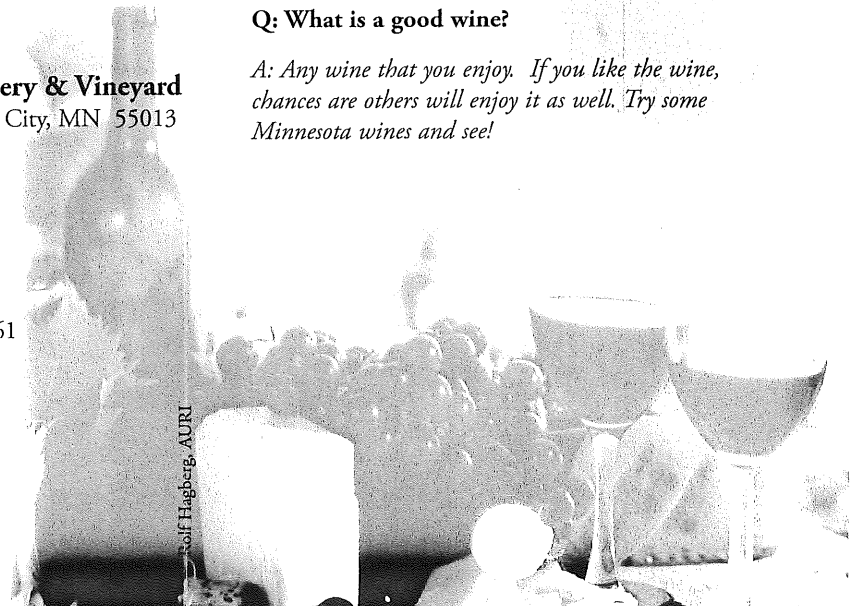 Q: What is a good wine?
A: Any wine that you enjoy. If you like the wine,
chances are others will enjoy it as well. Try some
Minnesota wines and see!
ery & Vineyard
City, MN 55013
61
Rolf Hagberg, AURI